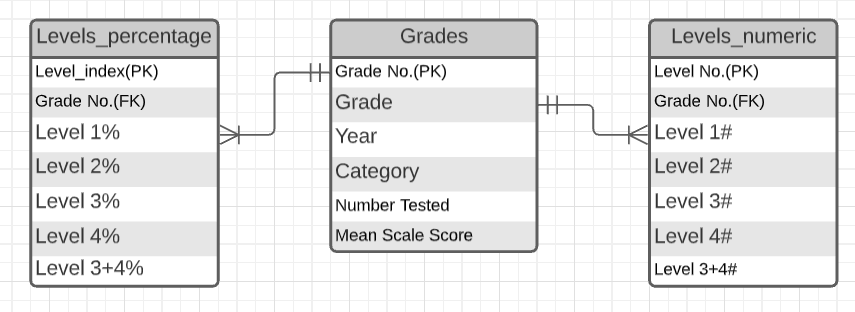 Levels_percentage
Level_index(PK)
Grade No.(FK)
Level 1%
Level 2%
Level 3%
Level 4%
Level 3+4%
Grades
Grade No.(PK)
Grade
Year
Category
Number Tested
Mean Scale Score
Levels_numeric
Level No.(PK)
Grade No.(FK)
Level 1#
Level 2#
Level 3#
Level 4#
Level 3+4#